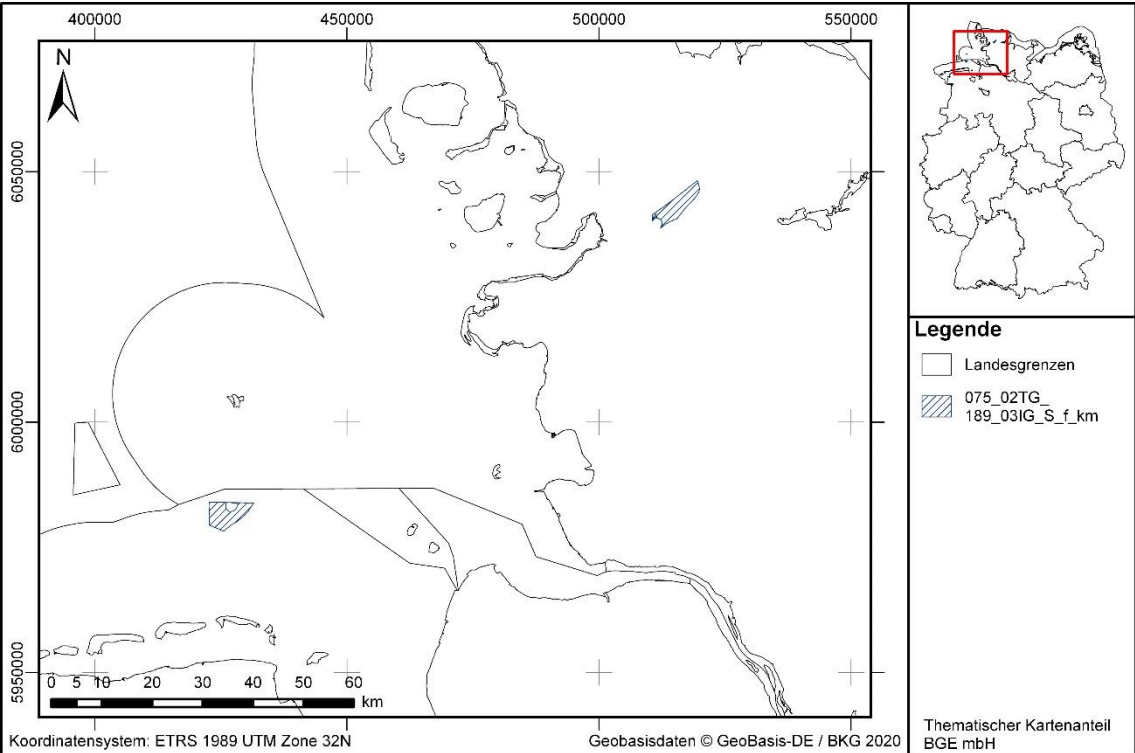 400000
450000
500000
550000
N
6050000
6000000
5950000
0 5 10 20 30 40 50 60
km
Koordinatensystem: ETRS 1989 UTM Zone 32N
Geobasisdaten © GeoBasis-DE / BKG 2020
Legende
Landesgrenzen
075_02TG_
189_03IG_S_f_km
Thematischer Kartenanteil
BGE mbH